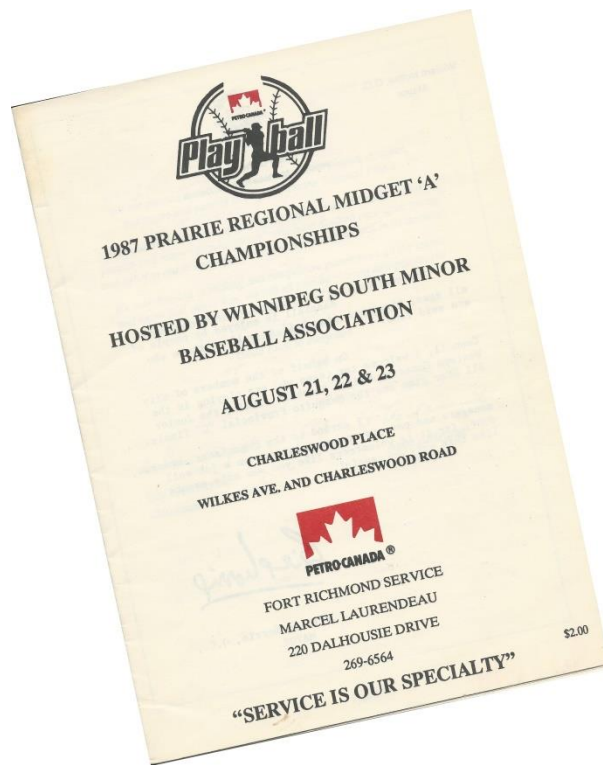 PETRO-CANADA®
Play ball
1987 PRAIRIE REGIONAL MIDGET ‘A’
CHAMPIONSHIPS
HOSTED BY WINNIPEG SOUTH MINOR
BASEBALL ASSOCIATION
AUGUST 21, 22 & 23
CHARLESWOOD PLACE
WILKES AVE. AND CHARLESWOOD ROAD
PETRO-CANADA®
FORT RICHMOND SERVICE
MARCEL LAURENDEAU
220 DALHOUSIE DRIVE
269-6564
$2.00
“SERVICE IS OUR SPECIALTY”